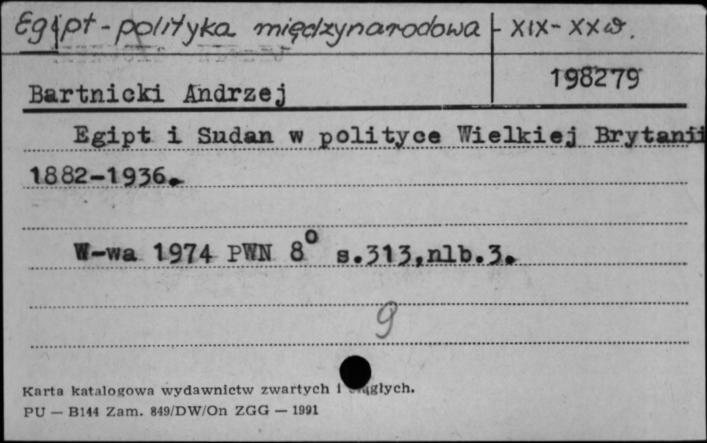 Egipt - polityka międzynarodowa - XIX - XX w.
198279
Bartnicki Andrzej
Egipt i Sudan w polityce Wielkiej Brytanii
1882-1936.
W-wa 1974 PWN 8° s.313,nlb.3.
9
Karta katalogowa wydawnictw zwartych i ciągłych.
PU — B144 Zam. 849/DW/On ZGG — 1991